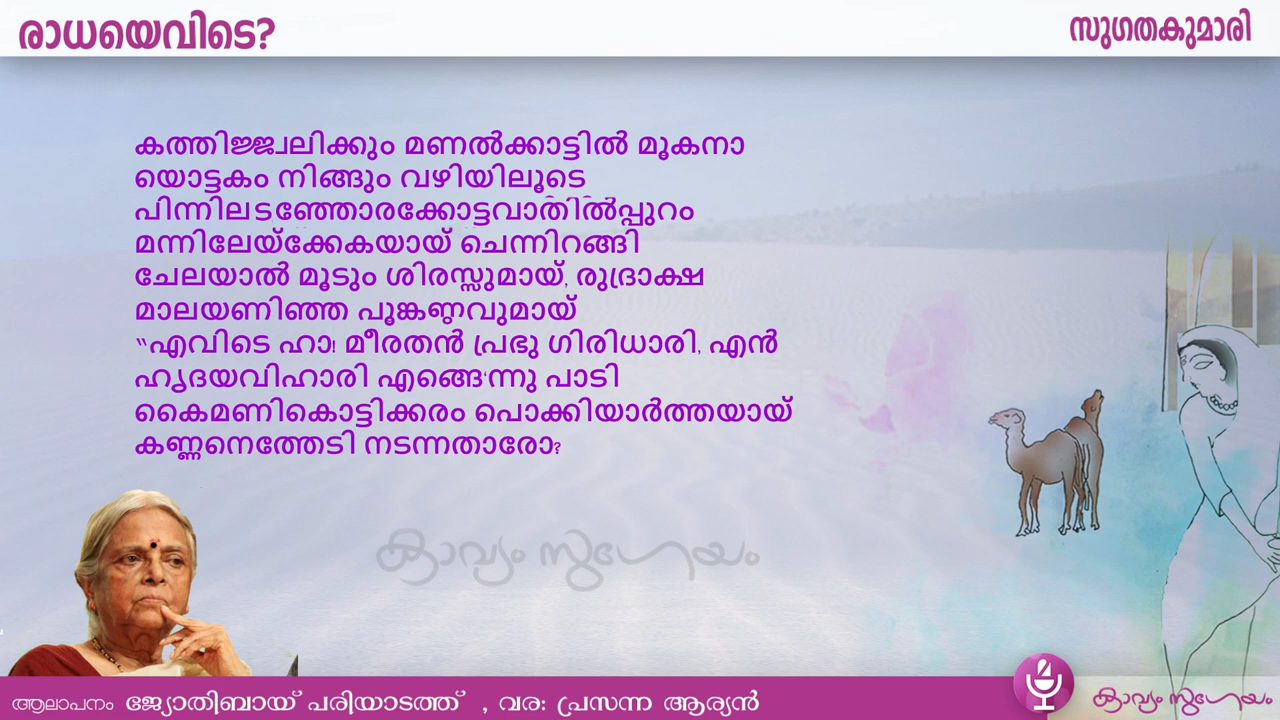 രാധയെവിടെ?
സുഗതകുമാരി
കത്തിജ്ജ്വലിക്കും മണൽക്കാട്ടിൽ മൂകനാ
യൊട്ടകം നിങ്ങും വഴിയിലൂടെ
പിന്നിലടഞ്ഞോരക്കോട്ടവാതിൽപ്പുറം
മന്നിലേയ്ക്കേകയായ് ചെന്നിറങ്ങി
ചേലയാൽ മൂടും ശിരസ്സുമായ്, രുദ്രാക്ഷ
മാലയണിഞ്ഞ പൂങ്കണ്ഠവുമായ്
“എവിടെ ഹാ! മീരതൻ പ്രഭു ഗിരിധാരി, എൻ
ഹൃദയവിഹാരി എങ്ങെ‘ന്നു പാടി
കൈമണികൊട്ടിക്കരം പൊക്കിയാർത്തയായ്
കണ്ണനെത്തേടി നടന്നതാരോ?
കാവ്യം സുഗേയം
ആലാപനം ജ്യോതിബായ് പരിയാടത്ത് , വര: പ്രസന്ന ആര്യൻ
കാവ്യം സുഗേയം